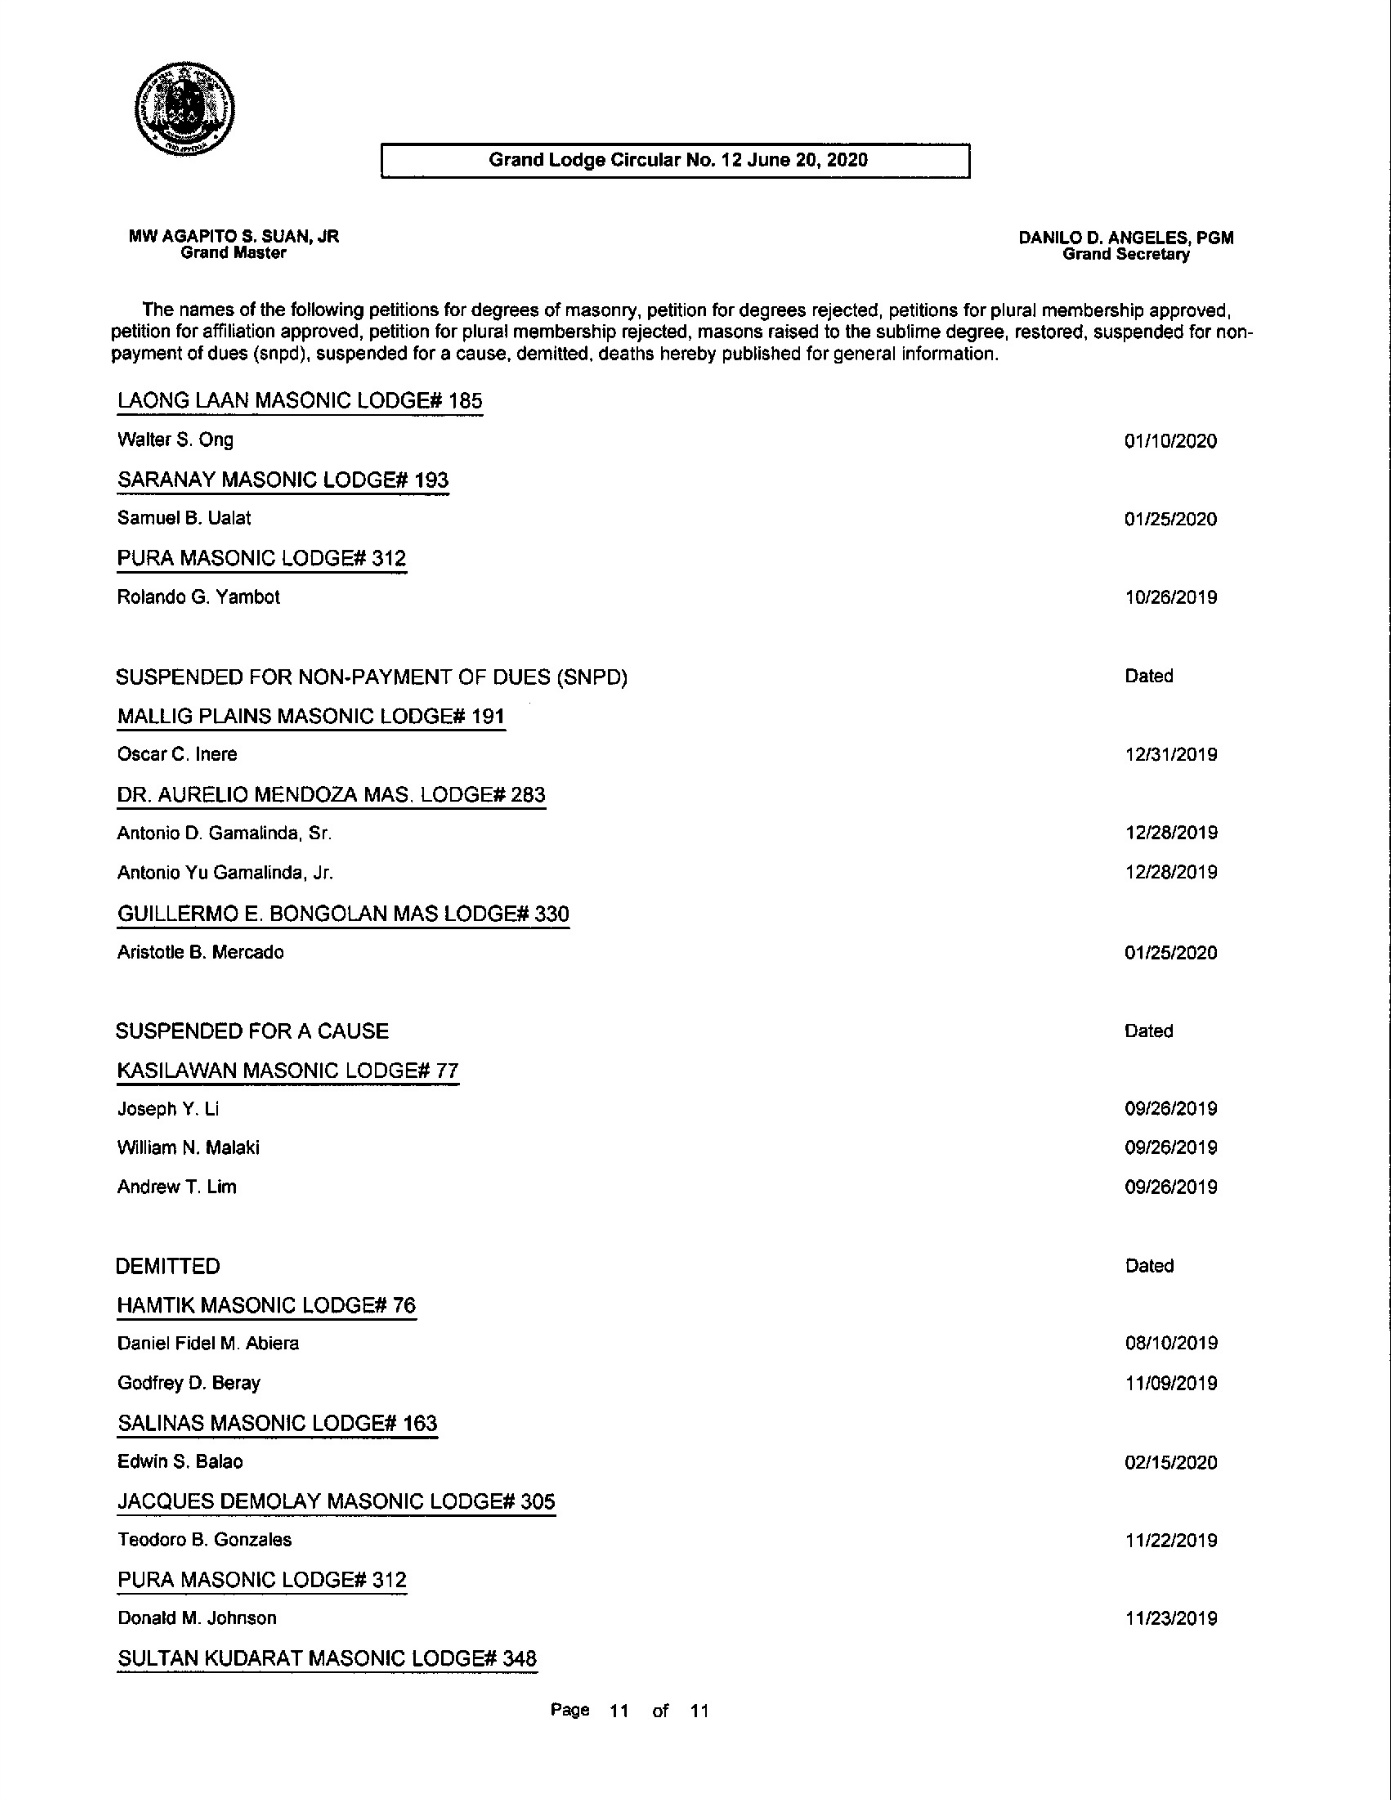 Grand Lodge Circular No. 12 June 20, 2020
MW AGAPITO S. SUAN, JR
Grand Master
DANILO D. ANGELES, PGM
Grand Secretary
The names of the following petitions for degrees of masonry, petition for degrees rejected, petitions for plural membership approved,
petition for affiliation approved, petition for plural membership rejected, masons raised to the sublime degree, restored, suspended for non-
payment of dues (snpd), suspended for a cause, demitted, deaths hereby published for general information.
LAONG LAAN MASONIC LODGE# 185
Walter S. Ong 01/10/2020
SARANAY MASONIC LODGE# 193
Samuel B. Ualat 01/25/2020
PURA MASONIC LODGE# 312
Rolando G. Yambot 10/26/2019
SUSPENDED FOR NON-PAYMENT OF DUES (SNPD) Dated
MALLIG PLAINS MASONIC LODGE# 191
Oscar C. Inere 12/31/2019
DR. AURELIO MENDOZA MAS. LODGE# 283
Antonio D. Gamalinda, Sr. 12/28/2019
Antonio Yu Gamalinda, Jr. 12/28/2019
GUILLERMO E. BONGOLAN MAS LODGE# 330
Aristotle B. Mercado 01/25/2020
SUSPENDED FOR A CAUSE Dated
KASILAWAN MASONIC LODGE# 77
Joseph Y. Li 09/26/2019
William N. Malaki 09/26/2019
Andrew T. Lim 09/26/2019
DEMITTED Dated
HAMTIK MASONIC LODGE# 76
Daniel Fidel M. Abiera 08/10/2019
Godfrey D. Beray 11/09/2019
SALINAS MASONIC LODGE# 163
Edwin S. Balao 02/15/2020
JACQUES DEMOLAY MASONIC LODGE# 305
Teodoro B. Gonzales 11/22/2019
PURA MASONIC LODGE# 312
Donald M. Johnson 11/23/2019
SULTAN KUDARAT MASONIC LODGE# 348
Page 11 of 11